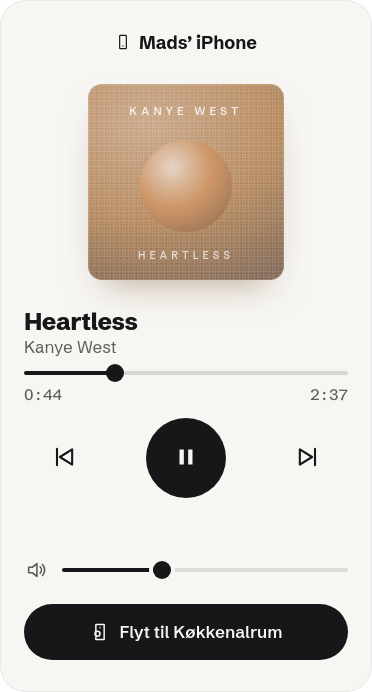 Mads’ iPhone
KANYE WEST
HEARTLESS
Heartless
Kanye West
0:44 2:37
Flyt til Køkkenalrum